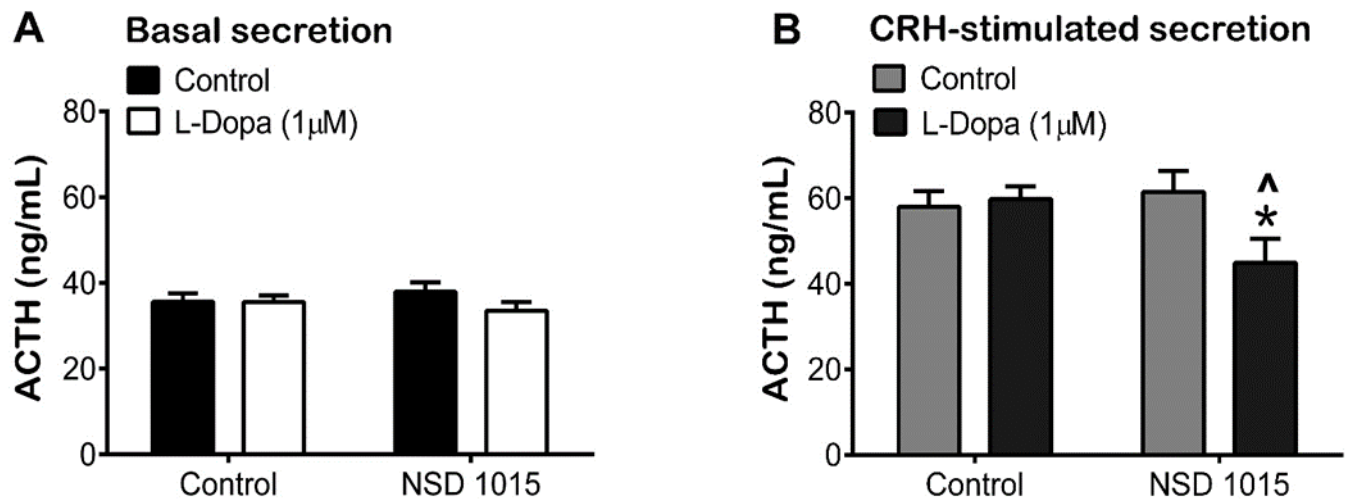 A Basal secretion
Control
L-Dopa (1μM)
80
60
40
20
0
ACTH (ng/mL)
Control NSD 1015
B CRH-stimulated secretion
Control
L-Dopa (1μM)
80
60
40
20
0
ACTH (ng/mL)
^
*
Control NSD 1015